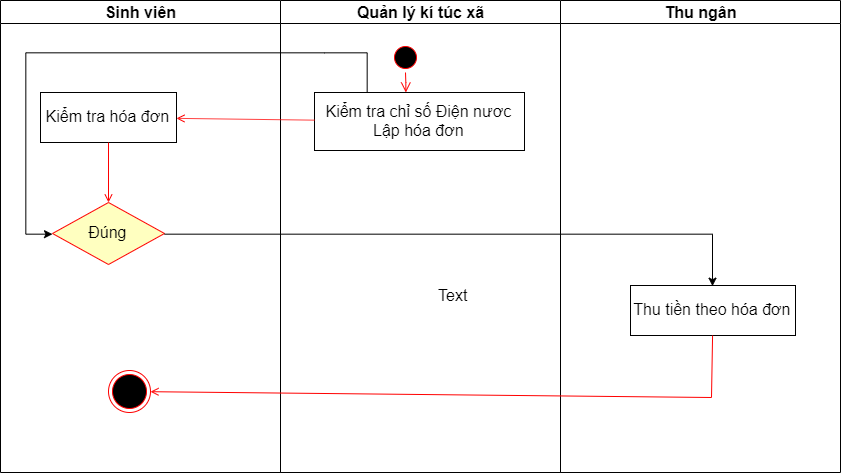 Sinh viên
Quản lý kí túc xã
Thu ngân
Kiểm tra hóa đơn
Kiểm tra chỉ số Điện nược
Lập hóa đơn
Đúng
Text
Thu tiền theo hóa đơn